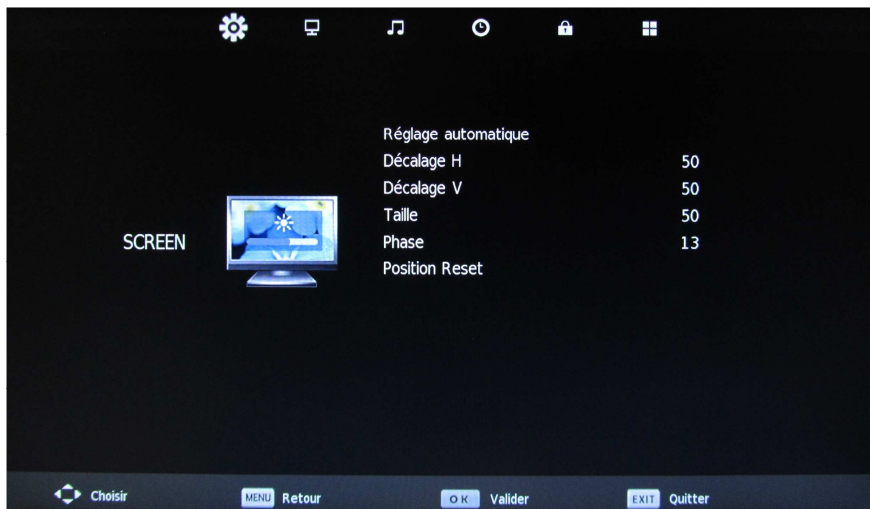 Réglage automatique
Décalage H 50
Décalage V 50
Taille 50
SCREEN
Phase 13
Position Reset
Choisir MENU Retour OK Valider EXIT Quitter